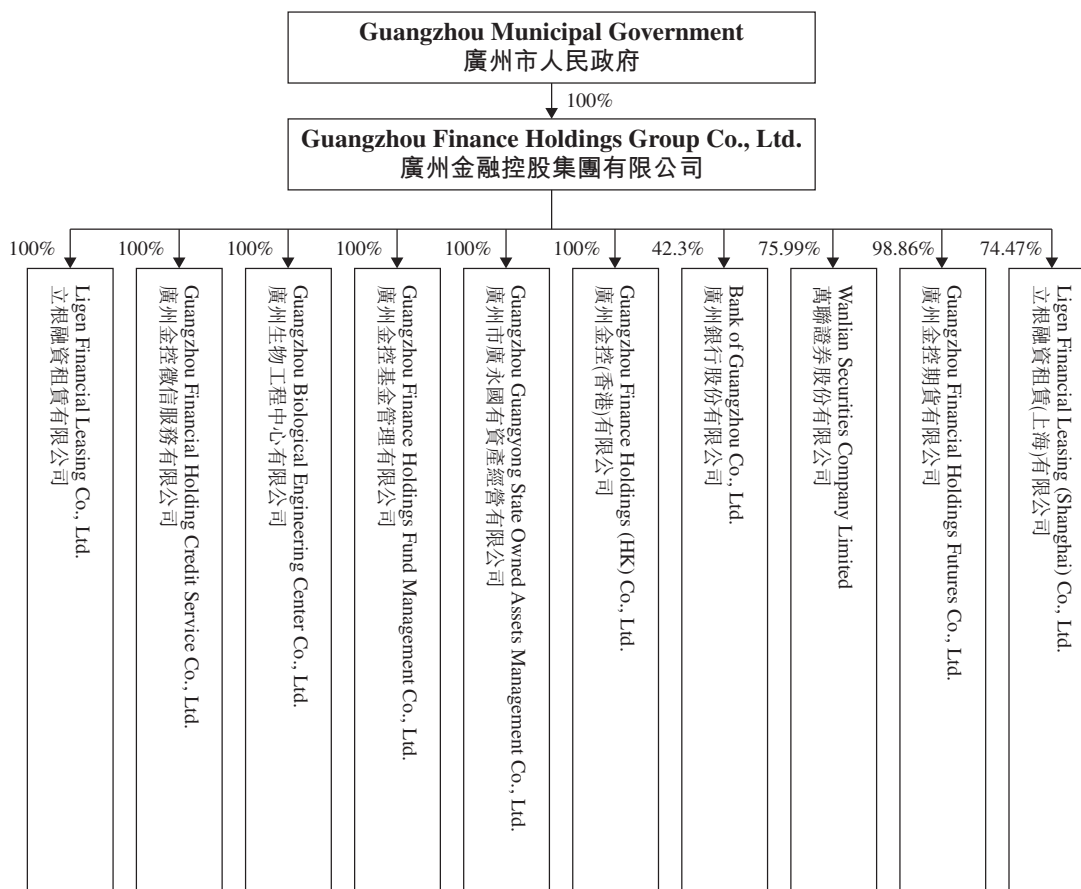 Guangzhou Municipal Government
廣州市人民政府
100%
Guangzhou Finance Holdings Group Co., Ltd.
廣州金融控股集團有限公司
100%
Ligen Financial Leasing Co., Ltd.
立根融資租賃有限公司
100%
Guangzhou Financial Holding Credit Service Co., Ltd.
廣州金控徵信服務有限公司
100%
Guangzhou Biological Engineering Center Co., Ltd.
廣州生物工程中心有限公司
100%
Guangzhou Finance Holdings Fund Management Co., Ltd.
廣州金控基金管理有限公司
100%
Guangzhou Guangyong State Owned Assets Management Co., Ltd.
廣州市廣永國有資產經營有限公司
100%
Guangzhou Finance Holdings (HK) Co., Ltd.
廣州金控(香港)有限公司
42.3%
Bank of Guangzhou Co., Ltd.
廣州銀行股份有限公司
75.99%
Wanlian Securities Company Limited
萬聯證券股份有限公司
98.86%
Guangzhou Financial Holdings Futures Co., Ltd.
廣州金控期貨有限公司
74.47%
Ligen Financial Leasing (Shanghai) Co., Ltd.
立根融資租賃(上海)有限公司